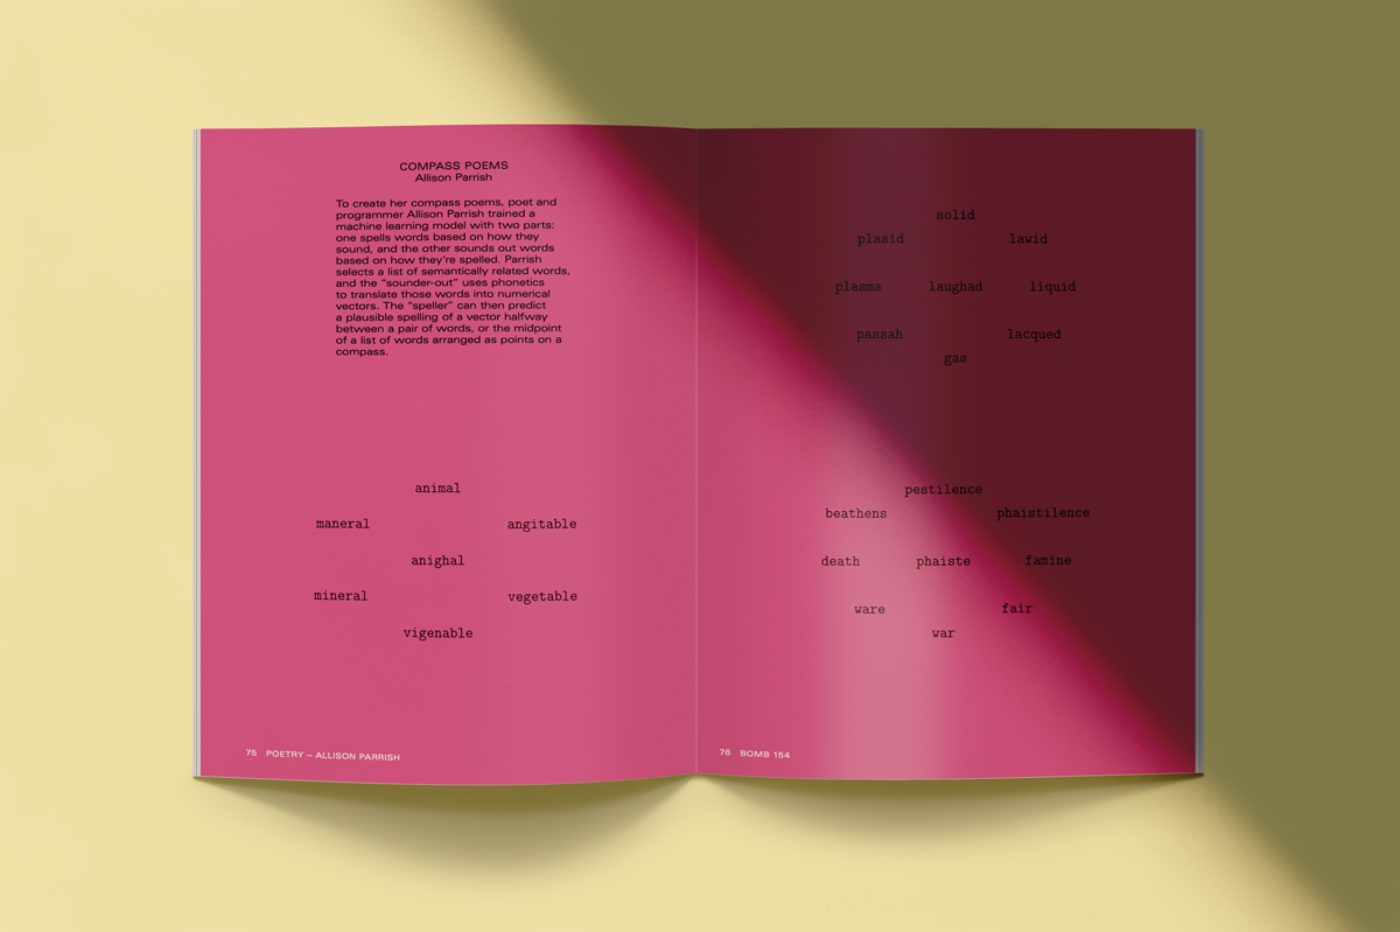 COMPASS POEMS
Allison Parrish
To create her compass poems, poet and
programmer Allison Parrish trained a
machine learning model with two parts:
one spells words based on how they
sound, and the other sounds out words
based on how they're spelled. Parrish
selects a list of semantically related words,
and the "sounder-out" uses phonetics
to translate those words into numerical
vectors. The "speller" can then predict
a plausible spelling of a vector halfway
between a pair of words, or the midpoint
of a list of words arranged as points on a
compass.
animal
maneral angitable
anighal
mineral vegetable
vigenable
75 POETRY — ALLISON PARRISH
solid
plasid lawid
plasma laughad liquid
passah lacqued
gas
pestilence
beathens phaistilence
death phaiste famine
ware fair
war
76 BOMB 154